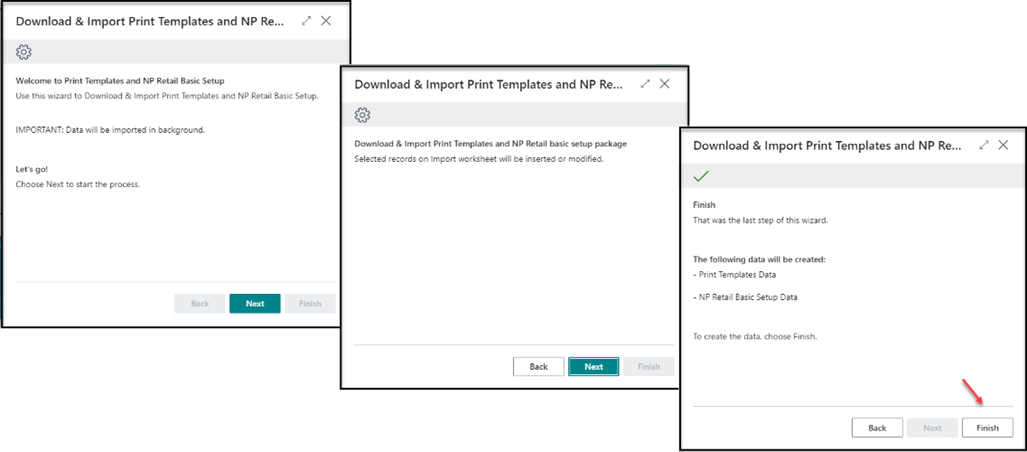 Download & Import Print Templates and NP Re...
Welcome to Print Templates and NP Retail Basic Setup
Use this wizard to Download & Import Print Templates and NP Retail Basic Setup.
IMPORTANT: Data will be imported in background.
Let's go!
Choose Next to start the process.
Back Next Finish
Download & Import Print Templates and NP Re...
Download & Import Print Templates and NP Retail basic setup package
Selected records on Import worksheet will be inserted or modified.
Back Next Finish
Download & Import Print Templates and NP Re...
Finish
That was the last step of this wizard.
The following data will be created:
- Print Templates Data
- NP Retail Basic Setup Data
To create the data, choose Finish.
Back Next Finish